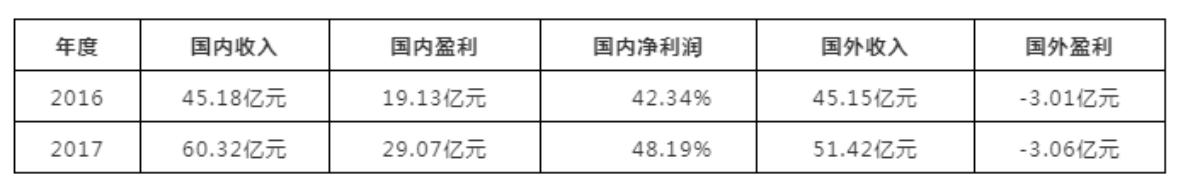 年度 国内收入 国内盈利 国内净利润 国外收入 国外盈利
2016 45.18亿元 19.13亿元 42.34% 45.15亿元 -3.01亿元
2017 60.32亿元 29.07亿元 48.19% 51.42亿元 -3.06亿元